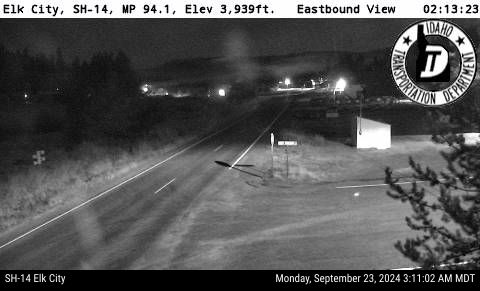 Elk City, SH-14, MP 94.1, Elev 3,939ft. Eastbound View 02:13:23
IDAHO
TRANSPORTATION DEPARTMENT
SH-14 Elk City Monday, September 23, 2024 3:11:02 AM MDT